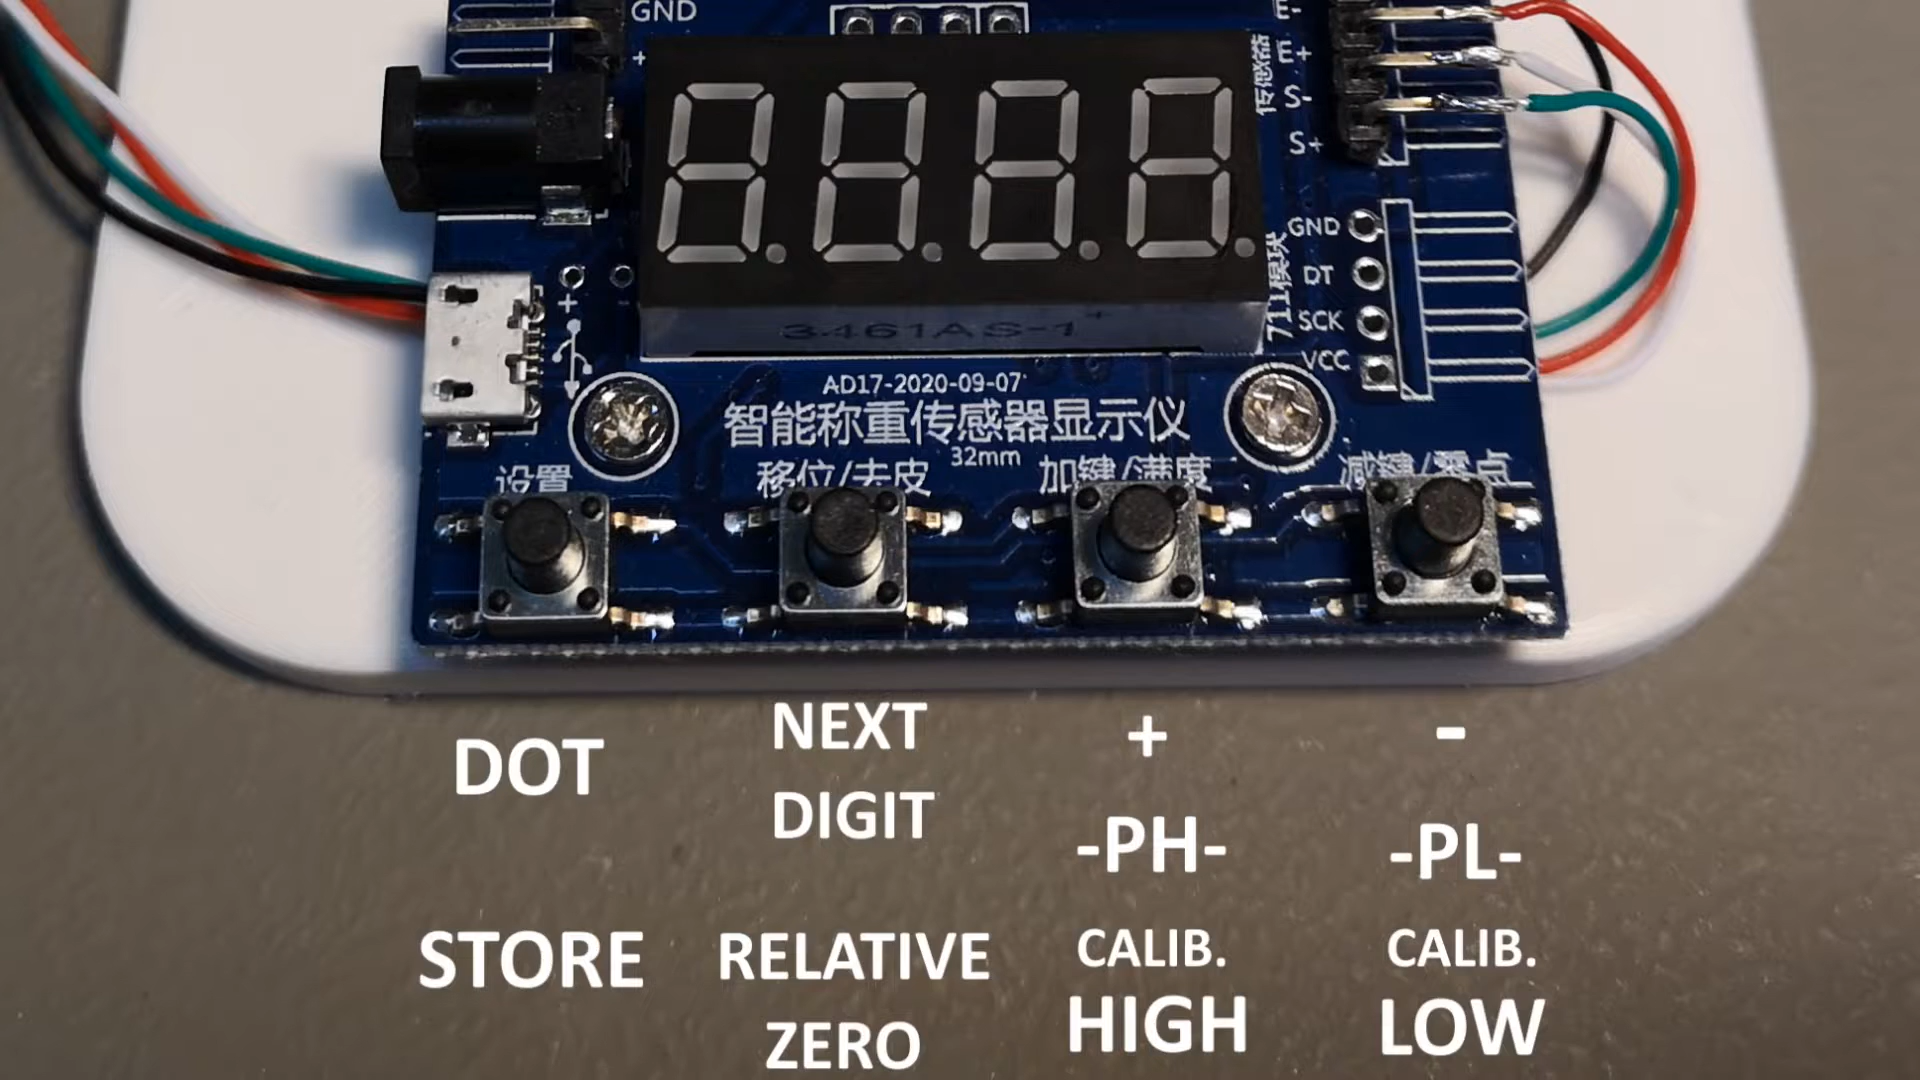 GND
+
E-
E+
S-
S+
传感器
GND
DT
SCK
VCC
711模块
+
-
3461AS-1
AD17-2020-09-07
智能称重传感器显示仪
32mm
设置
移位/去皮
加键/满度
减键/零点
DOT
NEXT
DIGIT
+
-
-PH-
-PL-
STORE
RELATIVE
ZERO
CALIB.
HIGH
CALIB.
LOW